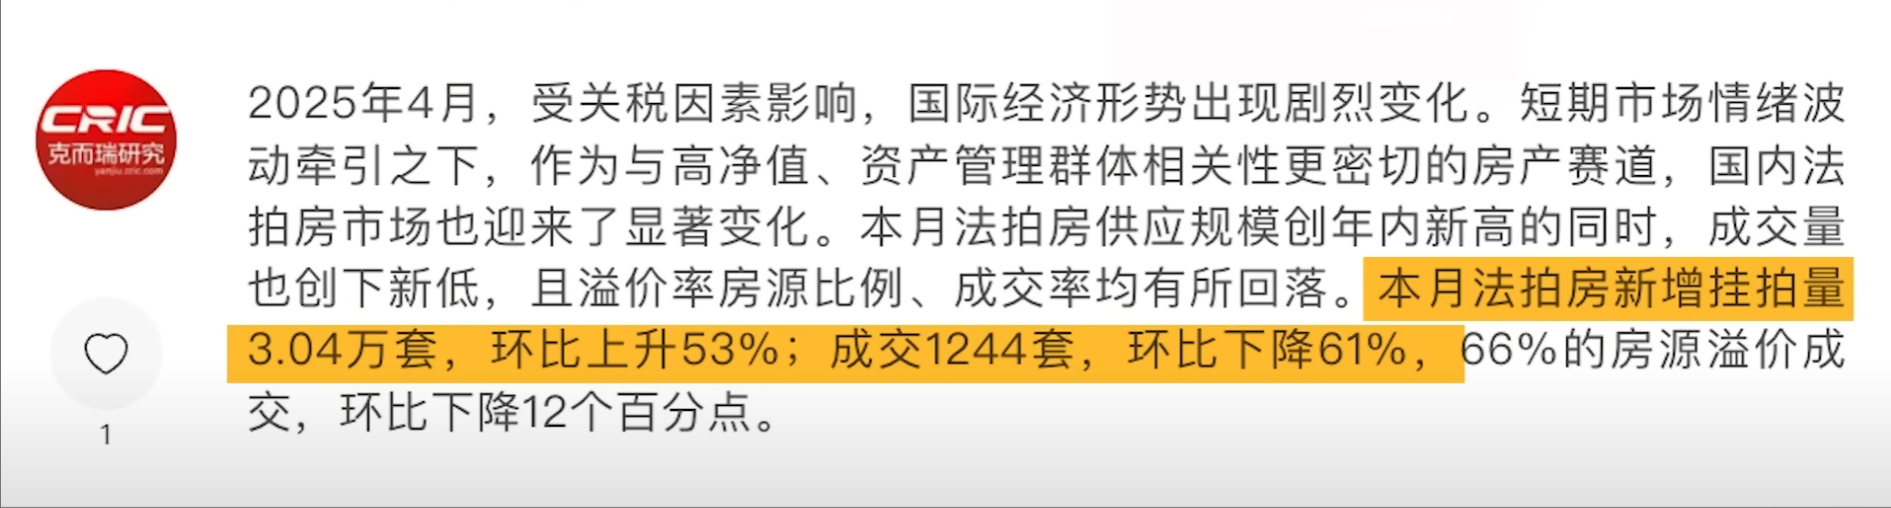 CRIC
克而瑞研究
yanjiu.cric.com
2025年4月，受关税因素影响，国际经济形势出现剧烈变化。短期市场情绪波
动牵引之下，作为与高净值、资产管理群体相关性更密切的房产赛道，国内法
拍房市场也迎来了显著变化。本月法拍房供应规模创年内新高的同时，成交量
也创下新低，且溢价率房源比例、成交率均有所回落。本月法拍房新增挂拍量
3.04万套，环比上升53%；成交1244套，环比下降61%，66%的房源溢价成
交，环比下降12个百分点。
1